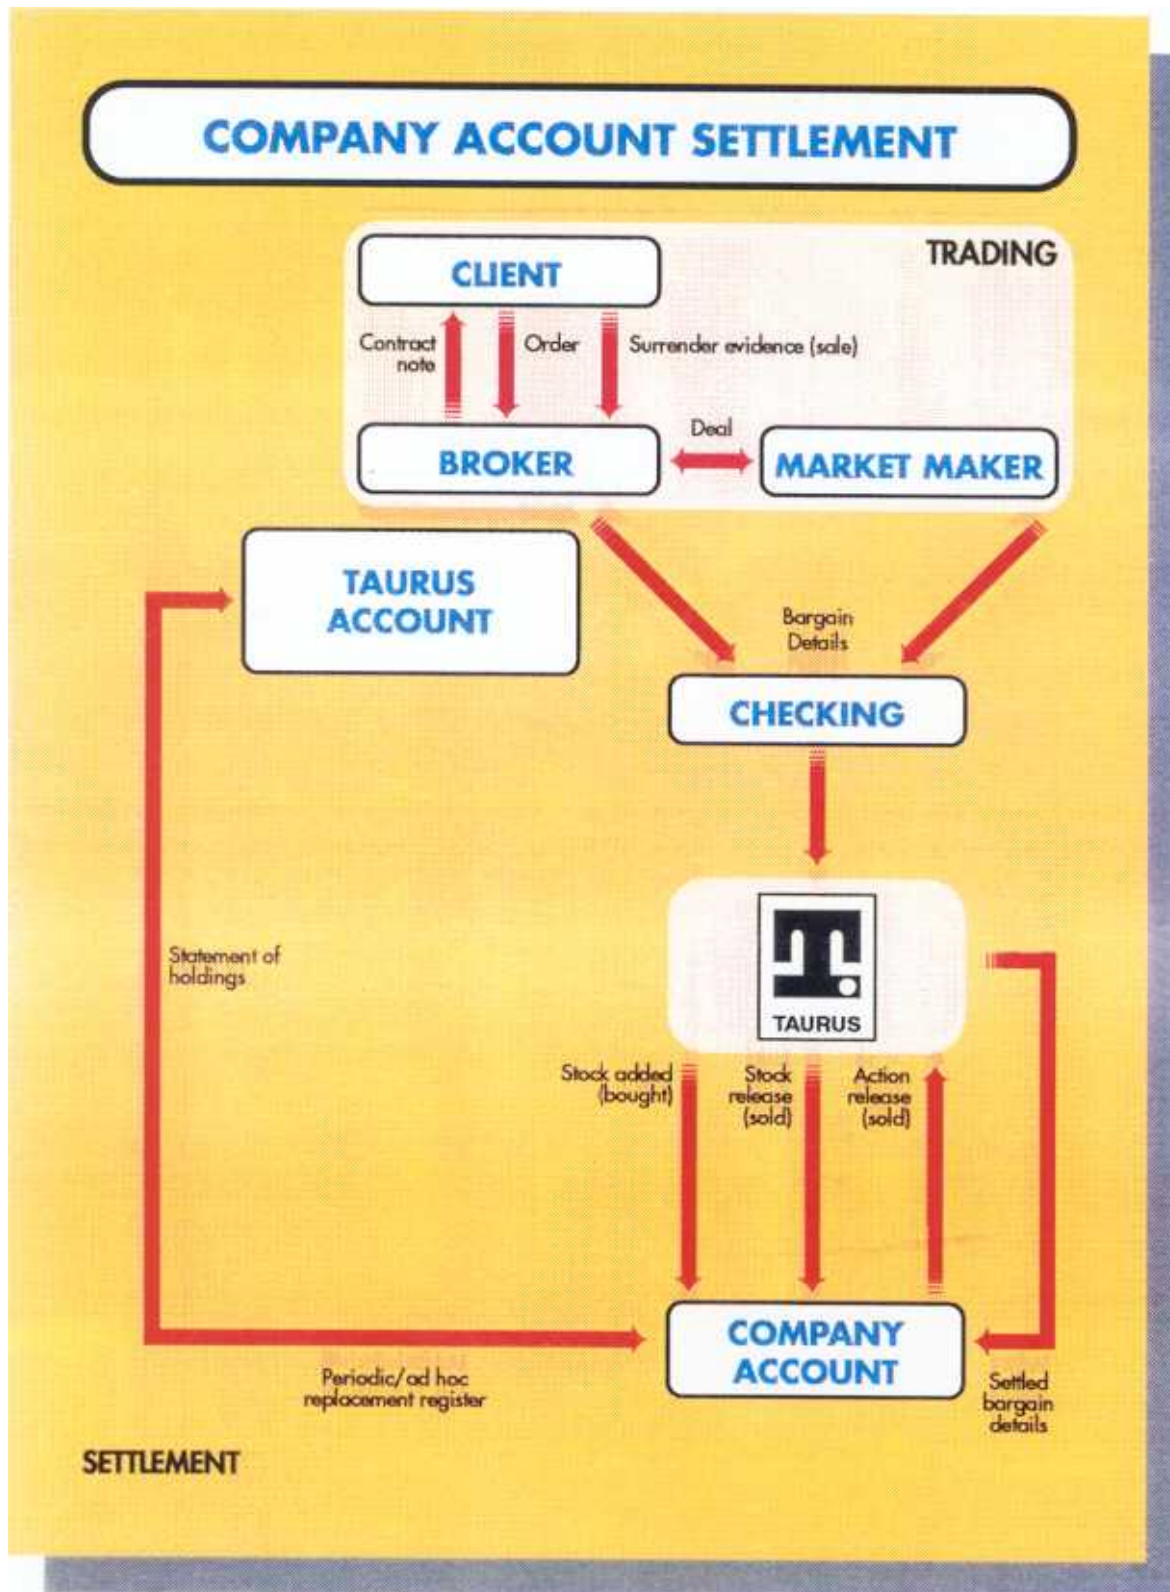 COMPANY ACCOUNT SETTLEMENT
TRADING
CLIENT
Contract
note
Order
Surrender evidence (sale)
Deal
BROKER
MARKET MAKER
TAURUS
ACCOUNT
Bargain
Details
CHECKING
Statement of
holdings
TAURUS
Stock added
(bought)
Stock
release
(sold)
Action
release
(sold)
COMPANY
ACCOUNT
Periodic/ad hoc
replacement register
Settled
bargain
details
SETTLEMENT